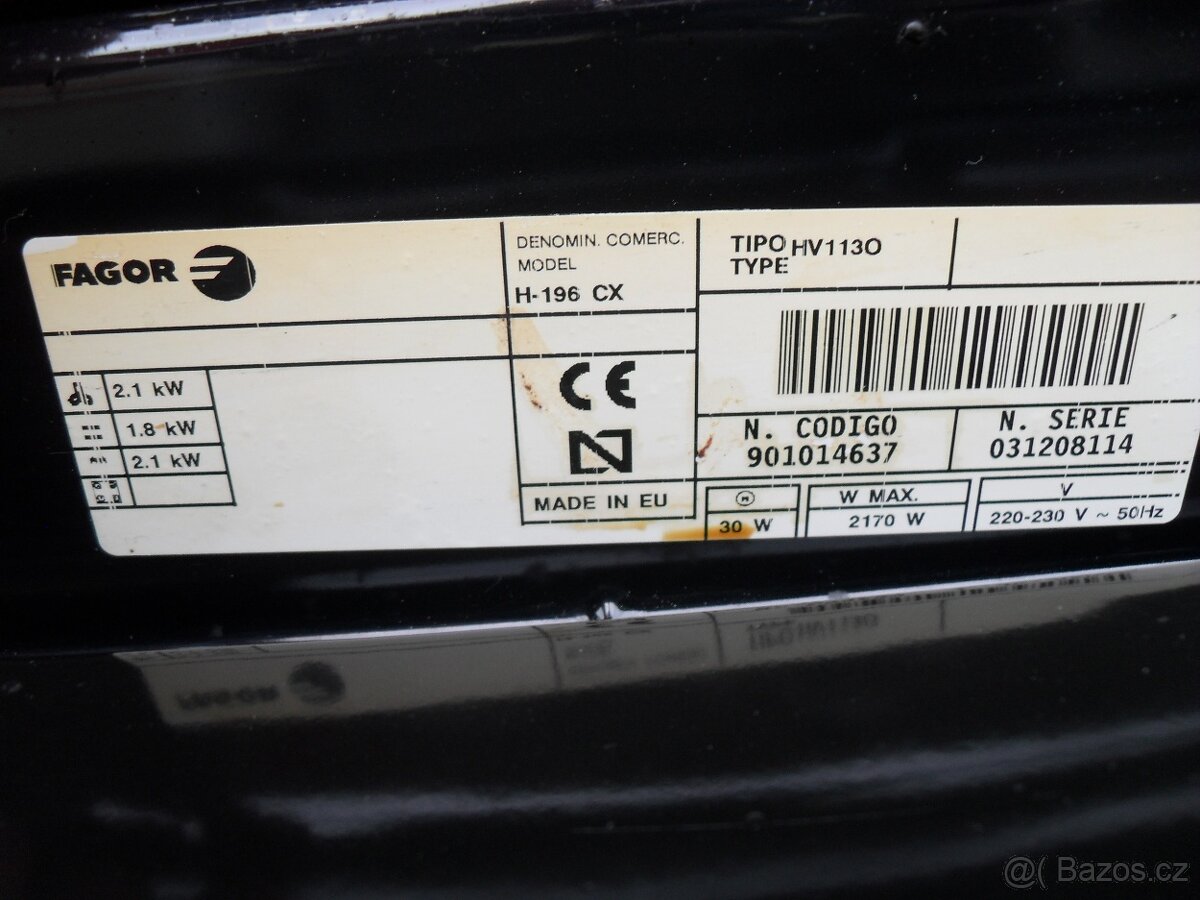 FAGOR
DENOMIN. COMERC.
MODEL
H-196 CX
TIPO HV1130
TYPE
2.1 kW
1.8 kW
2.1 kW
CE
N
MADE IN EU
N. CODIGO
901014637
N. SERIE
031208114
30 W
W MAX.
2170 W
V
220-230 V ~ 50Hz
@( Bazos.cz